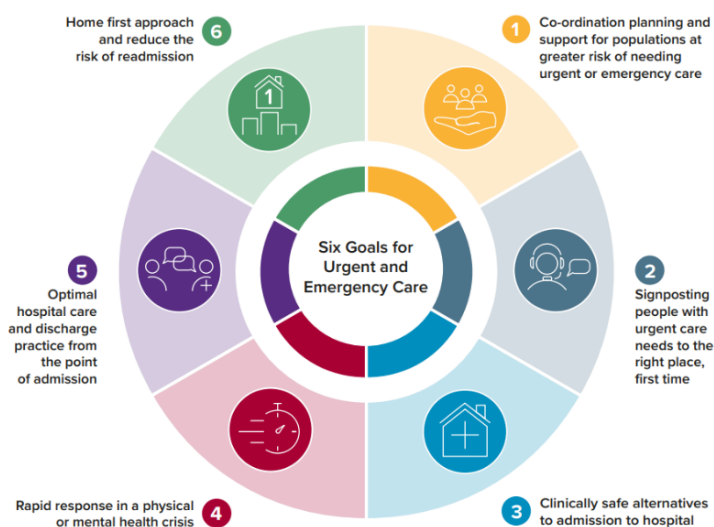 Six Goals for
Urgent and
Emergency Care
1
Co-ordination planning and
support for populations at
greater risk of needing
urgent or emergency care
2
Signposting
people with
urgent care
needs to the
right place,
first time
3
Clinically safe alternatives
to admission to hospital
4
Rapid response in a physical
or mental health crisis
5
Optimal
hospital care
and discharge
practice from
the point
of admission
6
Home first approach
and reduce the
risk of readmission
1